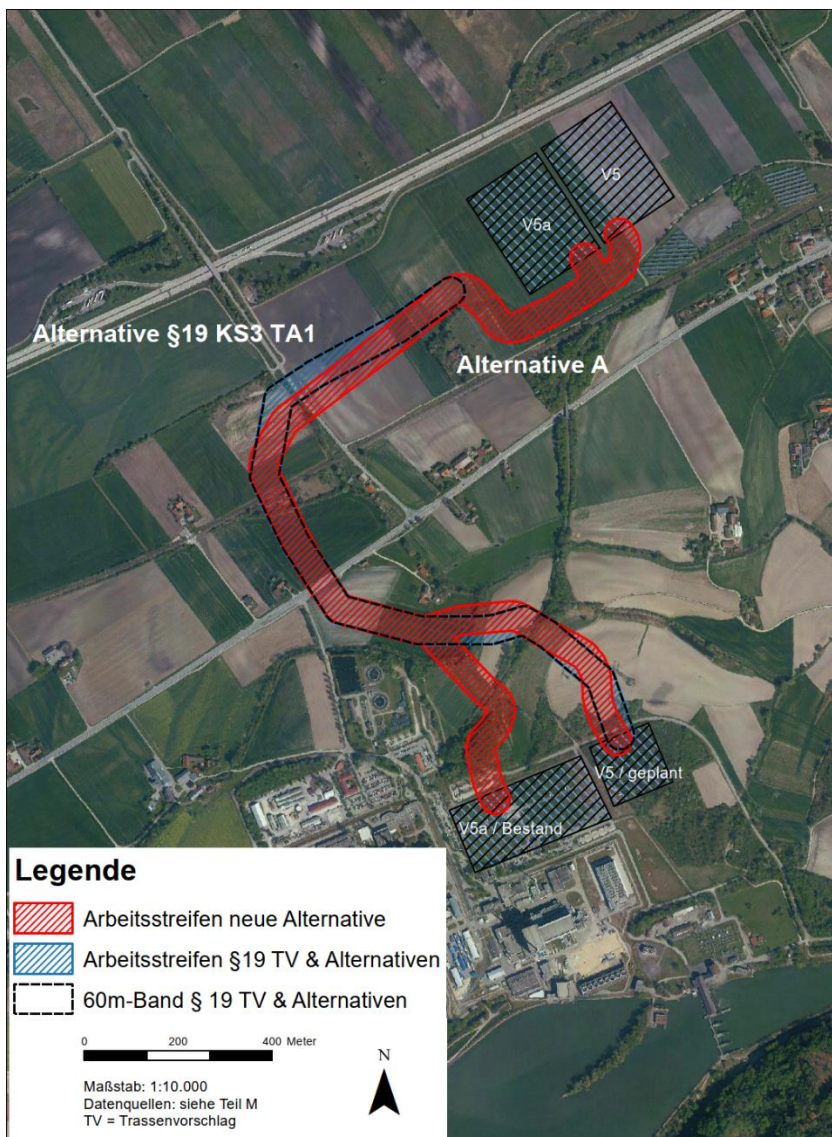 V5
V5a
Alternative §19 KS3 TA1
Alternative A
V5 / geplant
V5a / Bestand
Legende
Arbeitsstreifen neue Alternative
Arbeitsstreifen §19 TV & Alternativen
60m-Band § 19 TV & Alternativen
0 200 400 Meter
N
Maßstab: 1:10.000
Datenquellen: siehe Teil M
TV = Trassenvorschlag